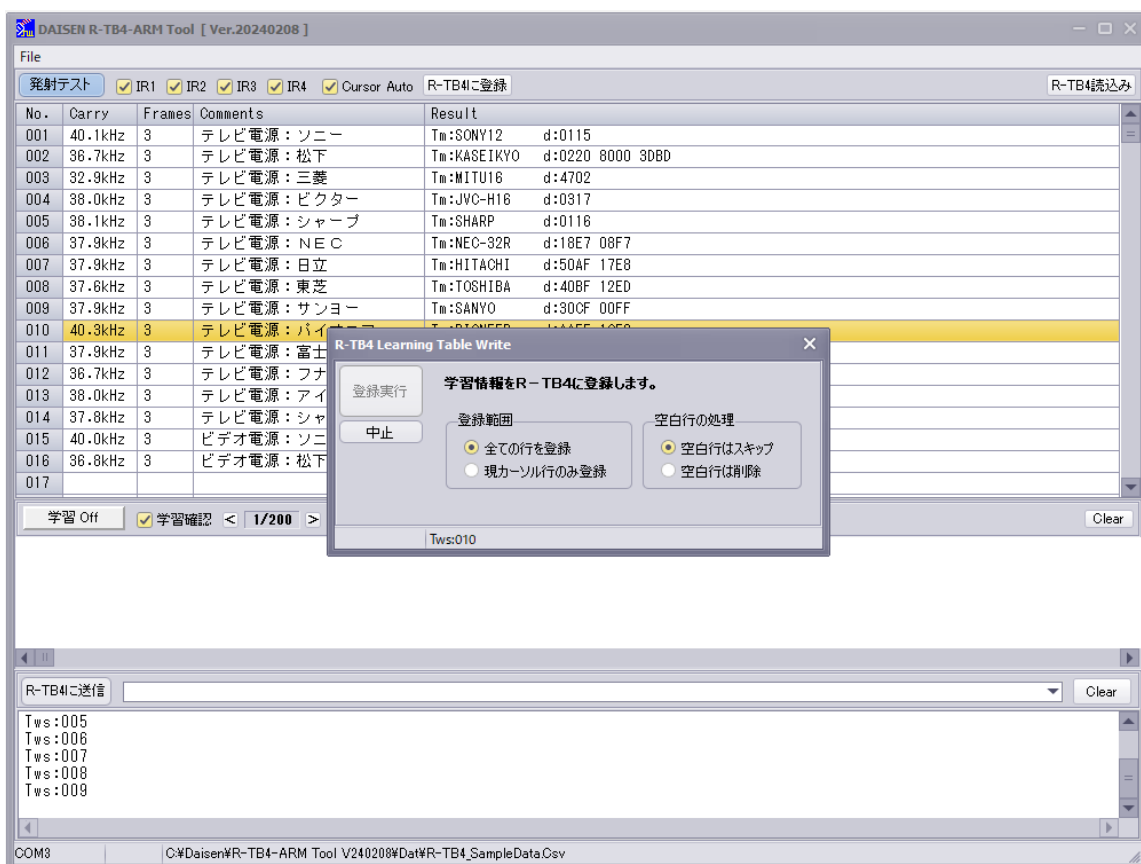 DAISEN R-TB4-ARM Tool [ Ver.20240208 ]
File
発射テスト IR1 IR2 IR3 IR4 Cursor Auto R-TB4に登録 R-TB4読込み
No. Carry Frames Comments Result
001 40.1kHz 3 テレビ電源：ソニー Tm:SONY12 d:0115
002 36.7kHz 3 テレビ電源：松下 Tm:KASEIKYO d:0220 8000 3DBD
003 32.9kHz 3 テレビ電源：三菱 Tm:MITU16 d:4702
004 38.0kHz 3 テレビ電源：ビクター Tm:JVC-H16 d:0317
005 38.1kHz 3 テレビ電源：シャープ Tm:SHARP d:0116
006 37.9kHz 3 テレビ電源：ＮＥＣ Tm:NEC-32R d:18E7 08F7
007 37.9kHz 3 テレビ電源：日立 Tm:HITACHI d:50AF 17E8
008 37.6kHz 3 テレビ電源：東芝 Tm:TOSHIBA d:40BF 12ED
009 37.9kHz 3 テレビ電源：サンヨー Tm:SANYO d:30CF 00FF
010 40.3kHz 3 テレビ電源：パイ
011 37.9kHz 3 テレビ電源：富士
012 36.7kHz 3 テレビ電源：フナ
013 38.0kHz 3 テレビ電源：アイ
014 37.8kHz 3 テレビ電源：シャ
015 40.0kHz 3 ビデオ電源：ソニ
016 36.8kHz 3 ビデオ電源：松下
017
R-TB4 Learning Table Write
登録実行
中止
学習情報をR－TB4に登録します。
登録範囲
全ての行を登録
現カーソル行のみ登録
空白行の処理
空白行はスキップ
空白行は削除
Tws:010
学習 Off 学習確認 < 1/200 > Clear
R-TB4に送信 Clear
Tws:005
Tws:006
Tws:007
Tws:008
Tws:009
COM3 C:¥Daisen¥R-TB4-ARM Tool V240208¥Dat¥R-TB4_SampleData.Csv